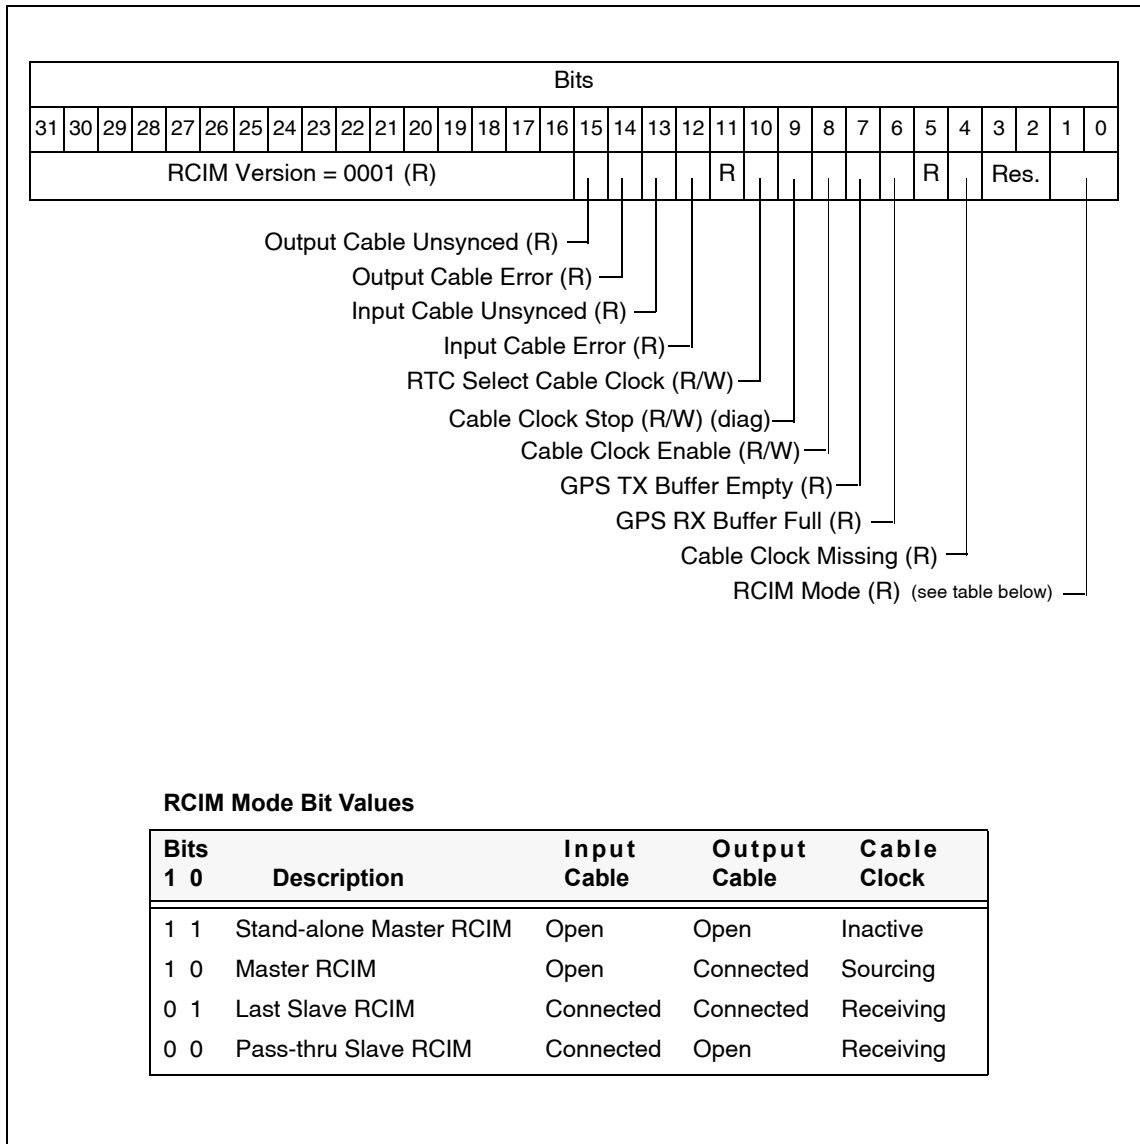 Bits
31 30 29 28 27 26 25 24 23 22 21 20 19 18 17 16 15 14 13 12 11 10 9 8 7 6 5 4 3 2 1 0
RCIM Version = 0001 (R) R R Res.
Output Cable Unsynced (R)
Output Cable Error (R)
Input Cable Unsynced (R)
Input Cable Error (R)
RTC Select Cable Clock (R/W)
Cable Clock Stop (R/W) (diag)
Cable Clock Enable (R/W)
GPS TX Buffer Empty (R)
GPS RX Buffer Full (R)
Cable Clock Missing (R)
RCIM Mode (R) (see table below)
RCIM Mode Bit Values
Bits Input Output Cable
1 0 Description Cable Cable Clock
1 1 Stand-alone Master RCIM Open Open Inactive
1 0 Master RCIM Open Connected Sourcing
0 1 Last Slave RCIM Connected Connected Receiving
0 0 Pass-thru Slave RCIM Connected Open Receiving